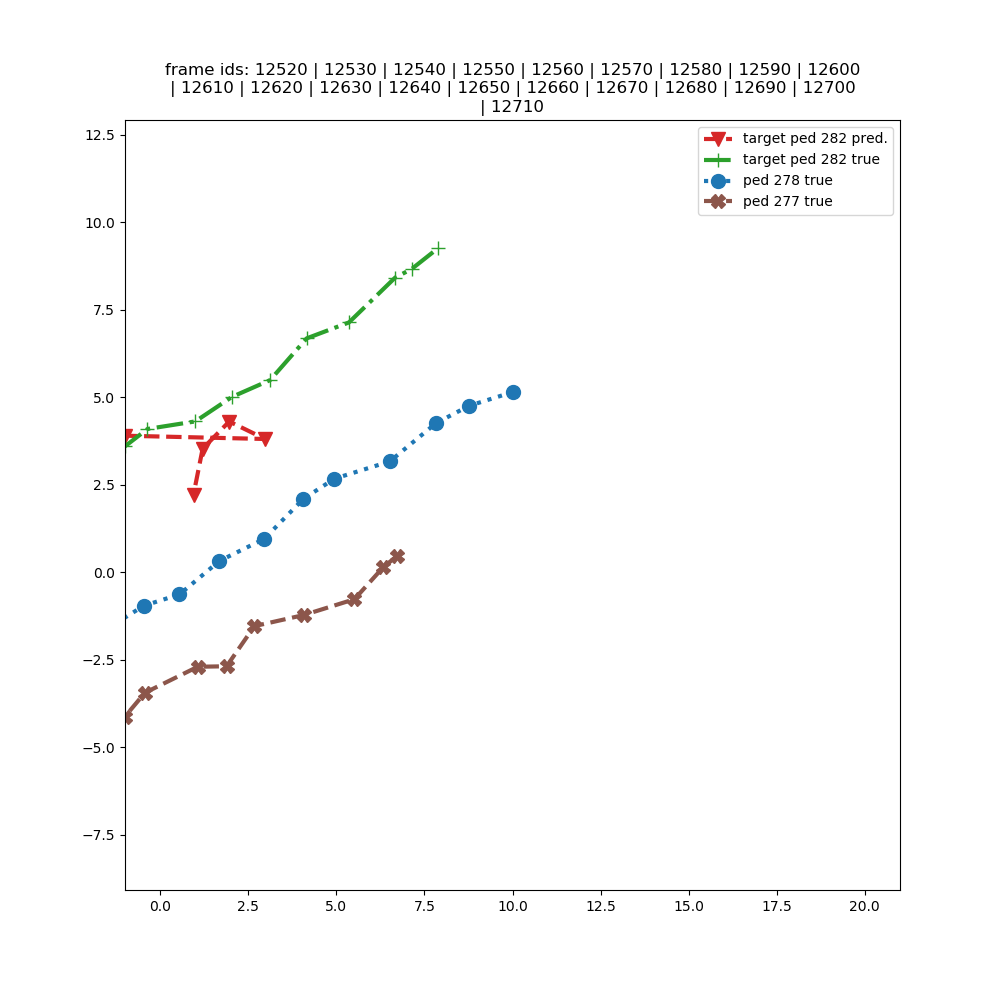 frame ids: 12520 | 12530 | 12540 | 12550 | 12560 | 12570 | 12580 | 12590 | 12600
| 12610 | 12620 | 12630 | 12640 | 12650 | 12660 | 12670 | 12680 | 12690 | 12700
| 12710
target ped 282 pred.
target ped 282 true
ped 278 true
ped 277 true
12.5
10.0
7.5
5.0
2.5
0.0
−2.5
−5.0
−7.5
0.0 2.5 5.0 7.5 10.0 12.5 15.0 17.5 20.0